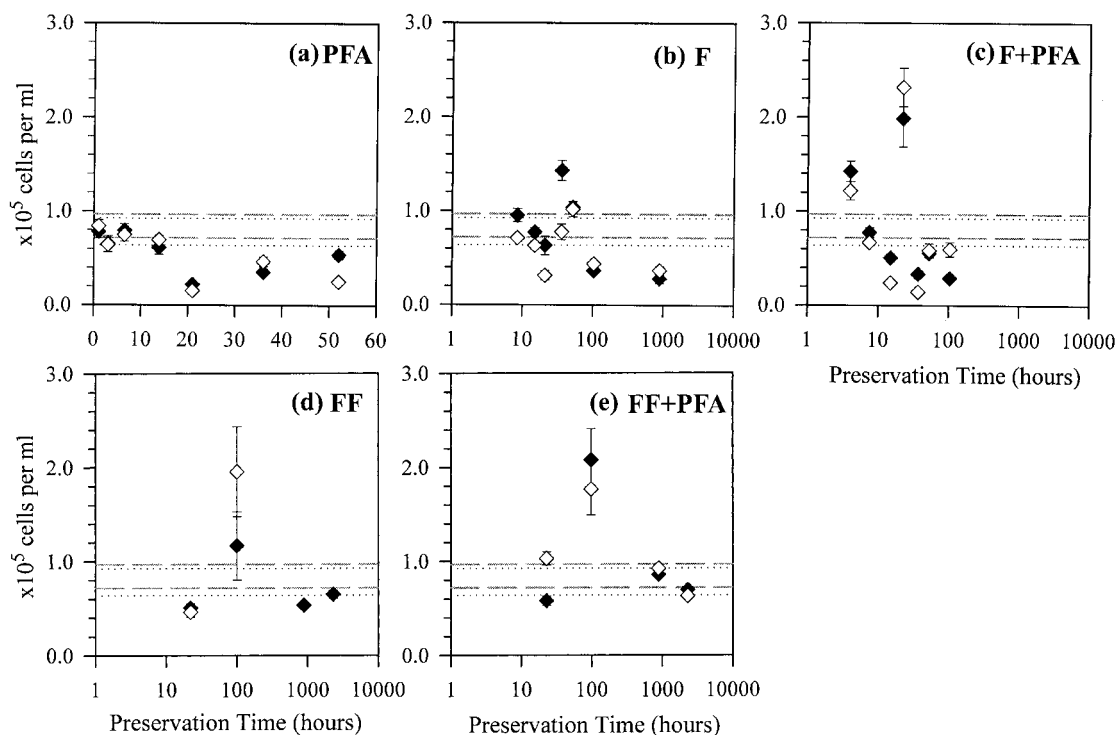 3.0
2.0
1.0
0.0
x10⁵ cells per ml
(a) PFA
0 10 20 30 40 50 60
3.0
2.0
1.0
0.0
(b) F
1 10 100 1000 10000
3.0
2.0
1.0
0.0
(c) F+PFA
1 10 100 1000 10000
Preservation Time (hours)
3.0
2.0
1.0
0.0
x10⁵ cells per ml
(d) FF
1 10 100 1000 10000
Preservation Time (hours)
3.0
2.0
1.0
0.0
(e) FF+PFA
1 10 100 1000 10000
Preservation Time (hours)